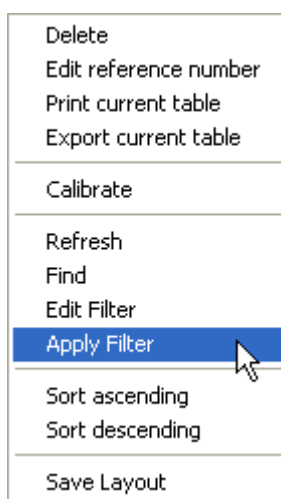 Delete
Edit reference number
Print current table
Export current table
Calibrate
Refresh
Find
Edit Filter
Apply Filter
Sort ascending
Sort descending
Save Layout